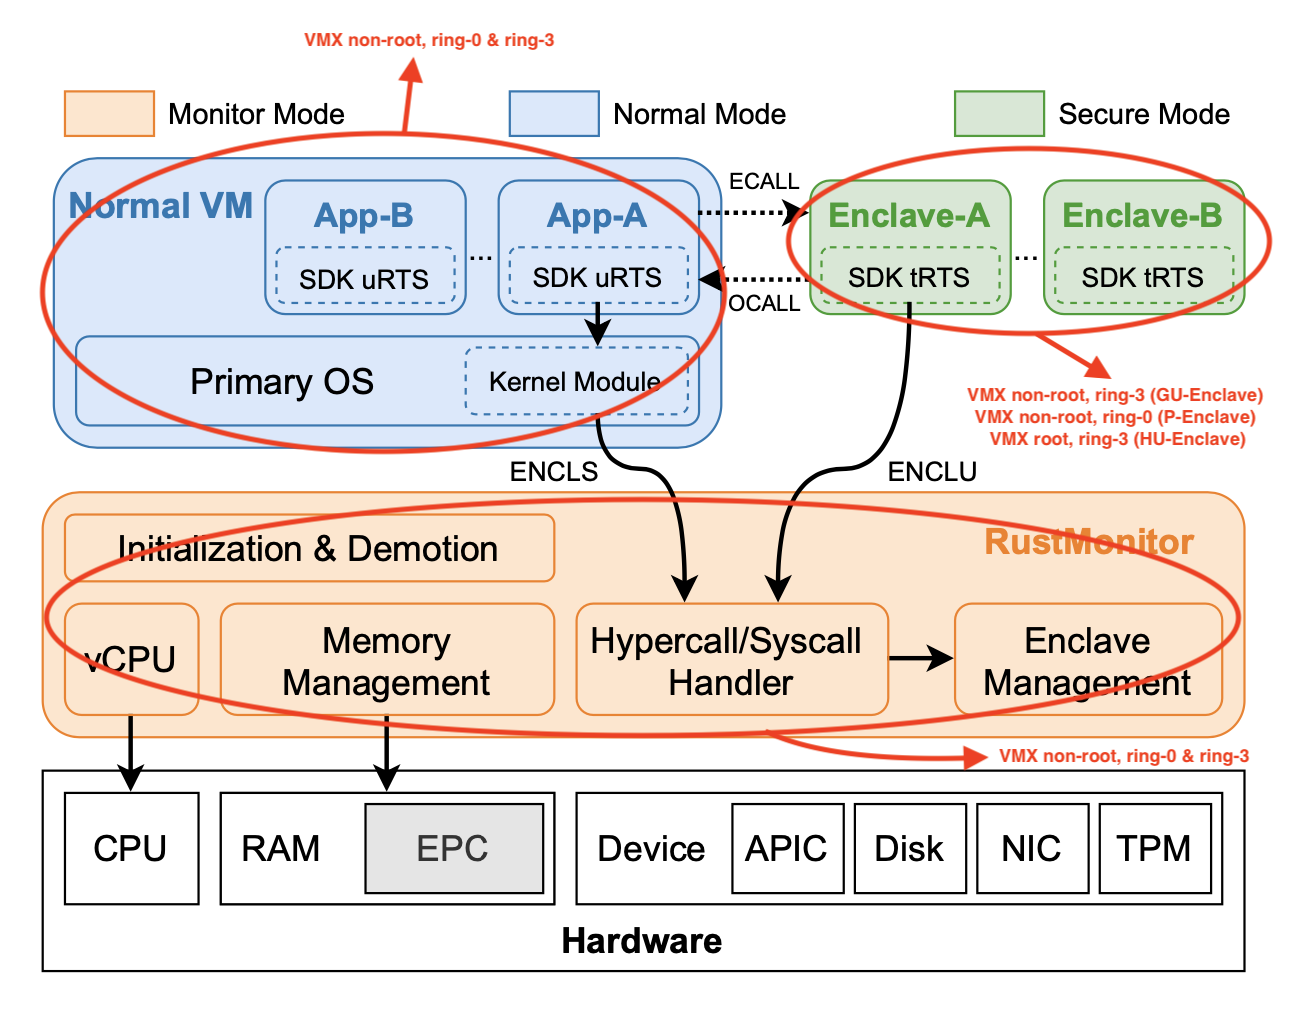 VMX non-root, ring-0 & ring-3
Monitor Mode
Normal Mode
Secure Mode
Normal VM
App-B
SDK uRTS
...
App-A
SDK uRTS
ECALL
OCALL
Enclave-A
SDK tRTS
...
Enclave-B
SDK tRTS
Primary OS
Kernel Module
VMX non-root, ring-3 (GU-Enclave)
VMX non-root, ring-0 (P-Enclave)
VMX root, ring-3 (HU-Enclave)
ENCLS
ENCLU
RustMonitor
Initialization & Demotion
vCPU
Memory
Management
Hypercall/Syscall
Handler
Enclave
Management
VMX non-root, ring-0 & ring-3
CPU
RAM
EPC
Device
APIC
Disk
NIC
TPM
Hardware